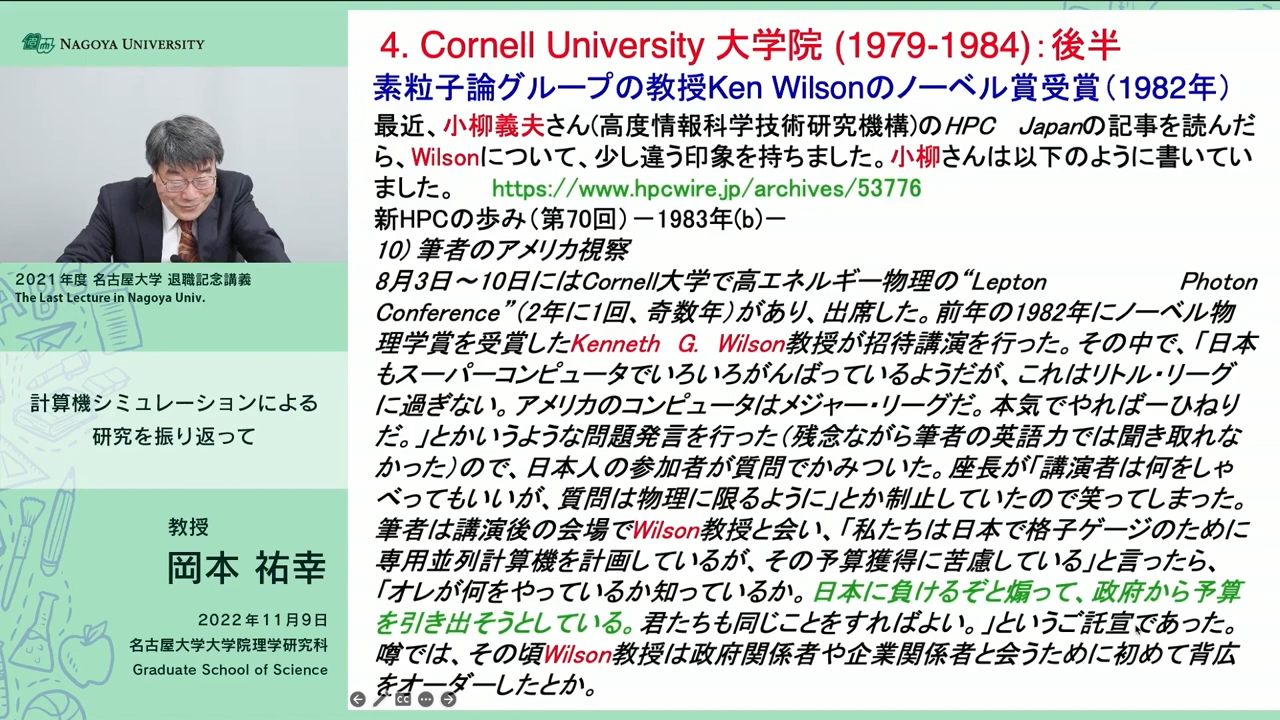 NAGOYA UNIVERSITY
2021年度 名古屋大学 退職記念講義
The Last Lecture in Nagoya Univ.
計算機シミュレーションによる
研究を振り返って
教授
岡本 祐幸
2022年11月9日
名古屋大学大学院理学研究科
Graduate School of Science
4. Cornell University 大学院 (1979-1984):後半
素粒子論グループの教授Ken Wilsonのノーベル賞受賞(1982年)
最近、小柳義夫さん(高度情報科学技術研究機構)のHPC Japanの記事を読んだ
ら、Wilsonについて、少し違う印象を持ちました。小柳さんは以下のように書いてい
ました。 https://www.hpcwire.jp/archives/53776
新HPCの歩み(第70回)-1983年(b)-
10) 筆者のアメリカ視察
8月3日~10日にはCornell大学で高エネルギー物理の“Lepton Photon
Conference”(2年に1回、奇数年)があり、出席した。前年の1982年にノーベル物
理学賞を受賞したKenneth G. Wilson教授が招待講演を行った。その中で、「日本
もスーパーコンピュータでいろいろがんばっているようだが、これはリトル・リーグ
に過ぎない。アメリカのコンピュータはメジャー・リーグだ。本気でやれば一ひねり
だ。」とかいうような問題発言を行った(残念ながら筆者の英語力では聞き取れな
かった)ので、日本人の参加者が質問でかみついた。座長が「講演者は何をしゃ
べってもいいが、質問は物理に限るように」とか制止していたので笑ってしまった。
筆者は講演後の会場でWilson教授と会い、「私たちは日本で格子ゲージのために
専用並列計算機を計画しているが、その予算獲得に苦慮している」と言ったら、
「オレが何をやっているか知っているか。日本に負けるぞと煽って、政府から予算
を引き出そうとしている。君たちも同じことをすればよい。」というご託宣であった。
噂では、その頃Wilson教授は政府関係者や企業関係者と会うために初めて背広
をオーダーしたとか。